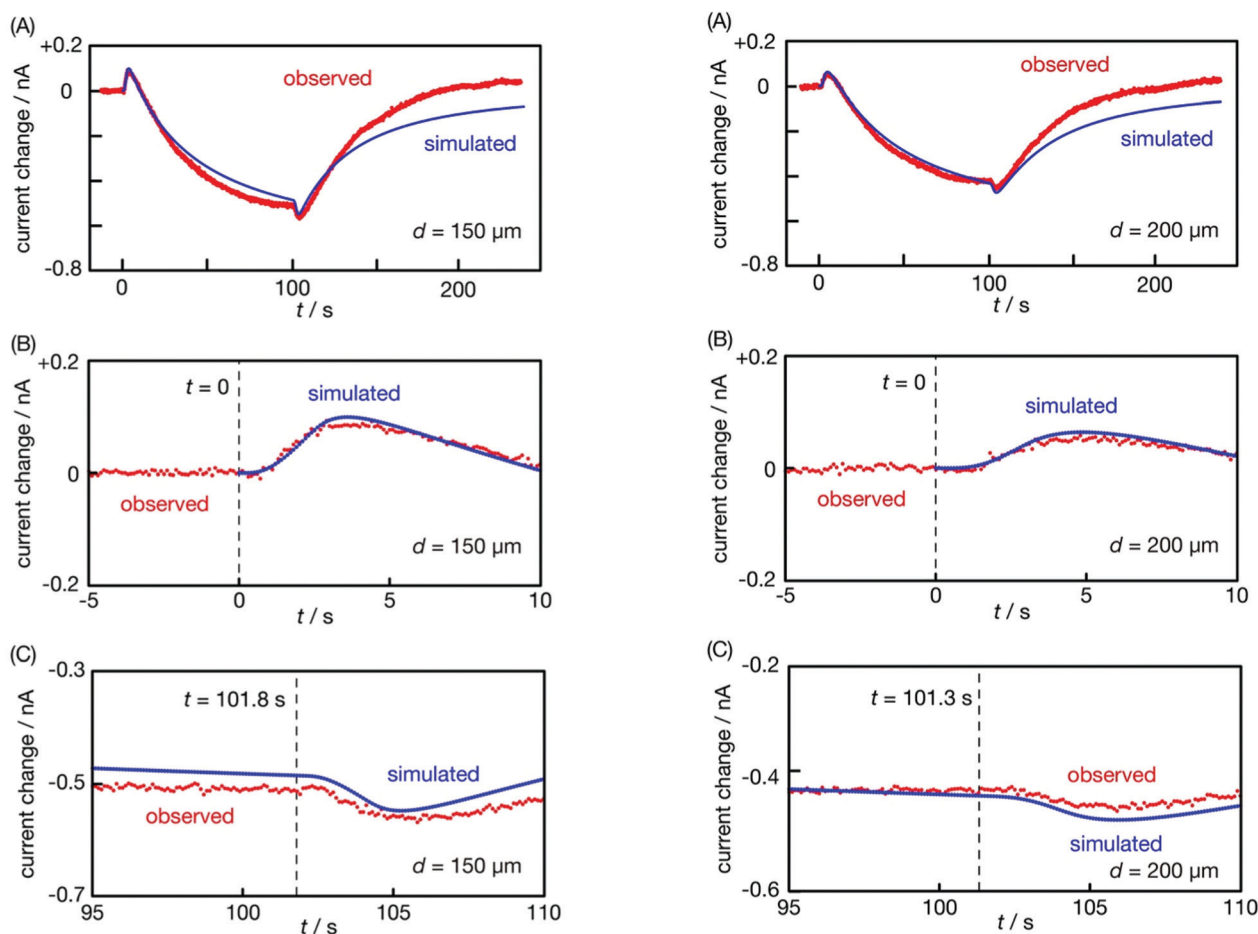 (A)
+0.2
0
-0.8
current change / nA
observed
simulated
d = 150 µm
0
100
200
t / s
(B)
+0.2
0
-0.2
current change / nA
t = 0
simulated
observed
d = 150 µm
-5
0
5
10
t / s
(C)
-0.3
-0.5
-0.7
current change / nA
t = 101.8 s
simulated
observed
d = 150 µm
95
100
105
110
t / s
(A)
+0.2
0
-0.8
current change / nA
observed
simulated
d = 200 µm
0
100
200
t / s
(B)
+0.2
0
-0.2
current change / nA
t = 0
simulated
observed
d = 200 µm
-5
0
5
10
t / s
(C)
-0.2
-0.4
-0.6
current change / nA
t = 101.3 s
observed
simulated
d = 200 µm
95
100
105
110
t / s